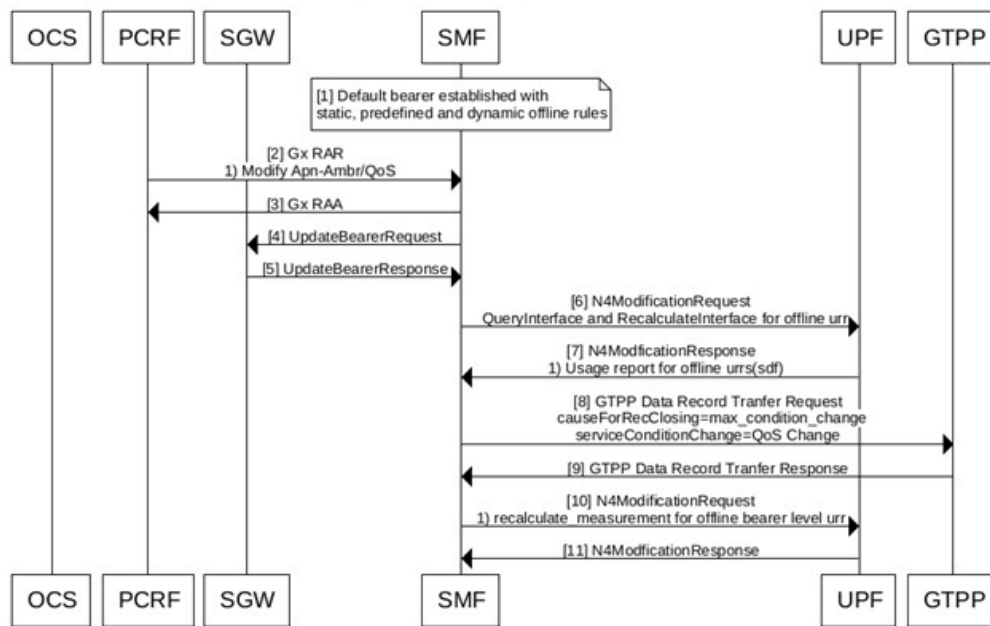 OCS PCRF SGW SMF UPF GTPP
[1] Default bearer established with
static, predefined and dynamic offline rules
[2] Gx RAR
1) Modify Apn-Ambr/QoS
[3] Gx RAA
[4] UpdateBearerRequest
[5] UpdateBearerResponse
[6] N4ModificationRequest
QueryInterface and RecalculateInterface for offline urr
[7] N4ModficationResponse
1) Usage report for offline urrs(sdf)
[8] GTPP Data Record Tranfer Request
causeForRecClosing=max_condition_change
serviceConditionChange=QoS Change
[9] GTPP Data Record Tranfer Response
[10] N4ModificationRequest
1) recalculate_measurement for offline bearer level urr
[11] N4ModficationResponse
OCS PCRF SGW SMF UPF GTPP